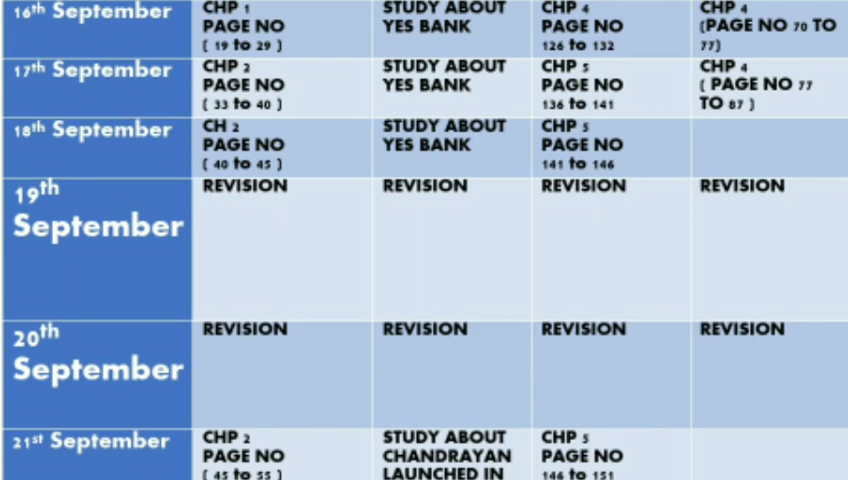 16th September
CHP 1
PAGE NO
( 19 to 29 )
STUDY ABOUT
YES BANK
CHP 4
PAGE NO
126 to 132
CHP 4
(PAGE NO 70 TO
77)
17th September
CHP 2
PAGE NO
( 33 to 40 )
STUDY ABOUT
YES BANK
CHP 5
PAGE NO
136 to 141
CHP 4
( PAGE NO 77
TO 87 )
18th September
CH 2
PAGE NO
( 40 to 45 )
STUDY ABOUT
YES BANK
CHP 5
PAGE NO
141 to 146
19th
September
REVISION
REVISION
REVISION
REVISION
20th
September
REVISION
REVISION
REVISION
REVISION
21st September
CHP 2
PAGE NO
( 45 to 55 )
STUDY ABOUT
CHANDRAYAN
LAUNCHED IN
CHP 5
PAGE NO
146 to 151